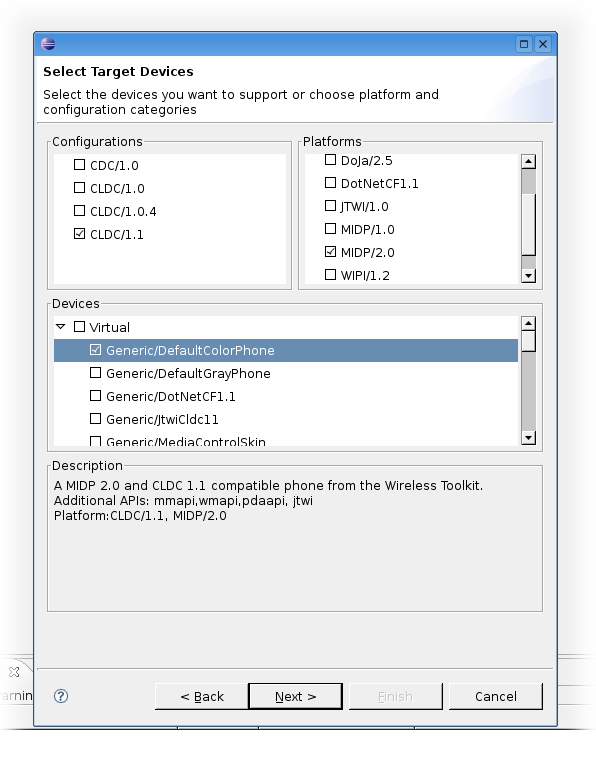 Select Target Devices
Select the devices you want to support or choose platform and
configuration categories
Configurations
CDC/1.0
CLDC/1.0
CLDC/1.0.4
CLDC/1.1
Platforms
DoJa/2.5
DotNetCF1.1
JTWI/1.0
MIDP/1.0
MIDP/2.0
WIPI/1.2
Devices
Virtual
Generic/DefaultColorPhone
Generic/DefaultGrayPhone
Generic/DotNetCF1.1
Generic/JtwiCldc11
Generic/MediaControlSkin
Description
A MIDP 2.0 and CLDC 1.1 compatible phone from the Wireless Toolkit.
Additional APIs: mmapi,wmapi,pdaapi, jtwi
Platform:CLDC/1.1, MIDP/2.0
arnin
?
< Back
Next >
Finish
Cancel